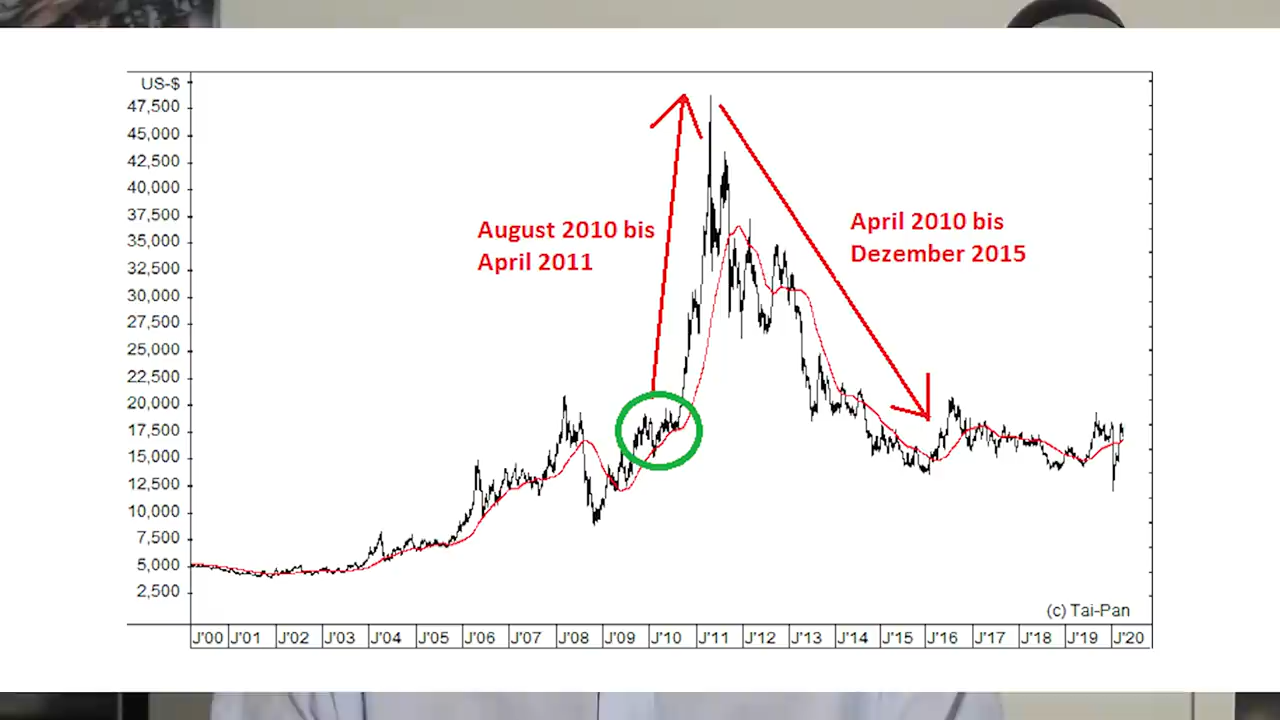 US-$
47,500
45,000
42,500
40,000
37,500
35,000
32,500
30,000
27,500
25,000
22,500
20,000
17,500
15,000
12,500
10,000
7,500
5,000
2,500
August 2010 bis
April 2011
April 2010 bis
Dezember 2015
(c) Tai-Pan
J'00 J'01 J'02 J'03 J'04 J'05 J'06 J'07 J'08 J'09 J'10 J'11 J'12 J'13 J'14 J'15 J'16 J'17 J'18 J'19 J'20